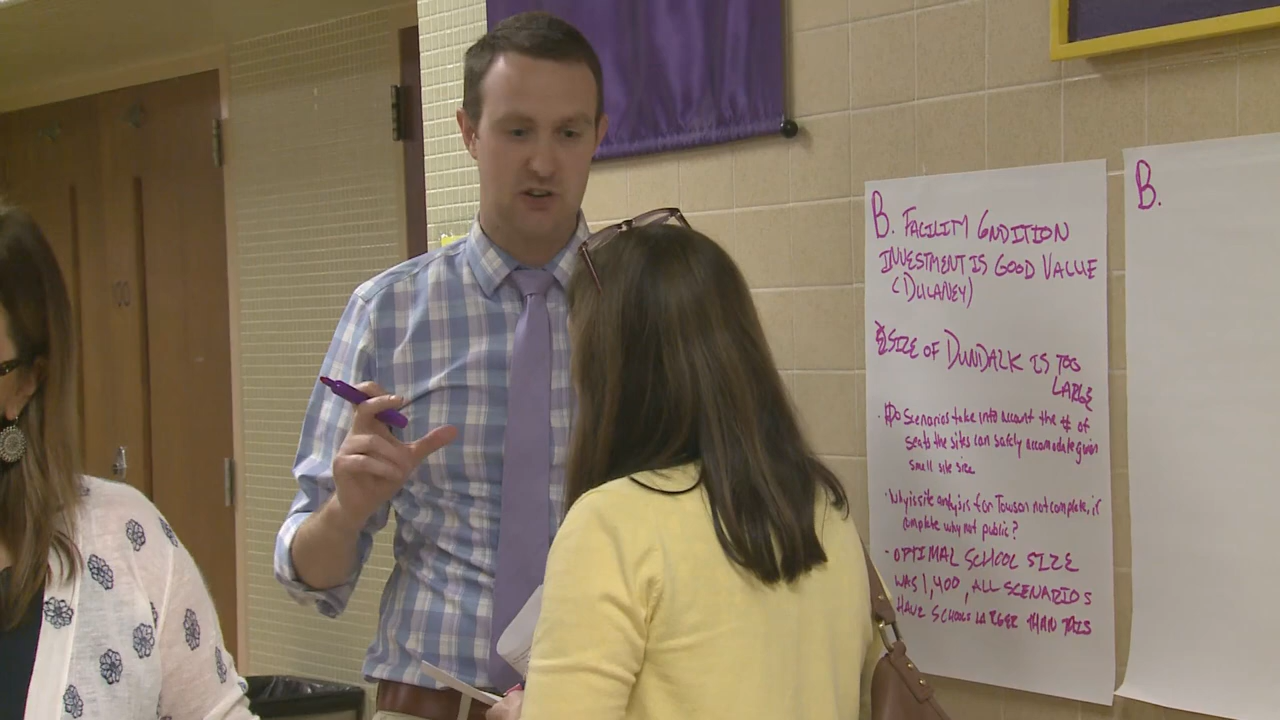 B. FACILITY CONDITION
INVESTMENT IS GOOD VALUE
(DULANEY)
SIZE OF DUNDALK IS TOO
LARGE
· Do Scenarios take into account the # of
seats the sites can safely accomodate given
small site size
· Why is site analysis for Towson not complete, if
complete why not public?
- OPTIMAL SCHOOL SIZE
WAS 1,400, ALL SCENARIOS
HAVE SCHOOLS LARGER THAN THIS
B.